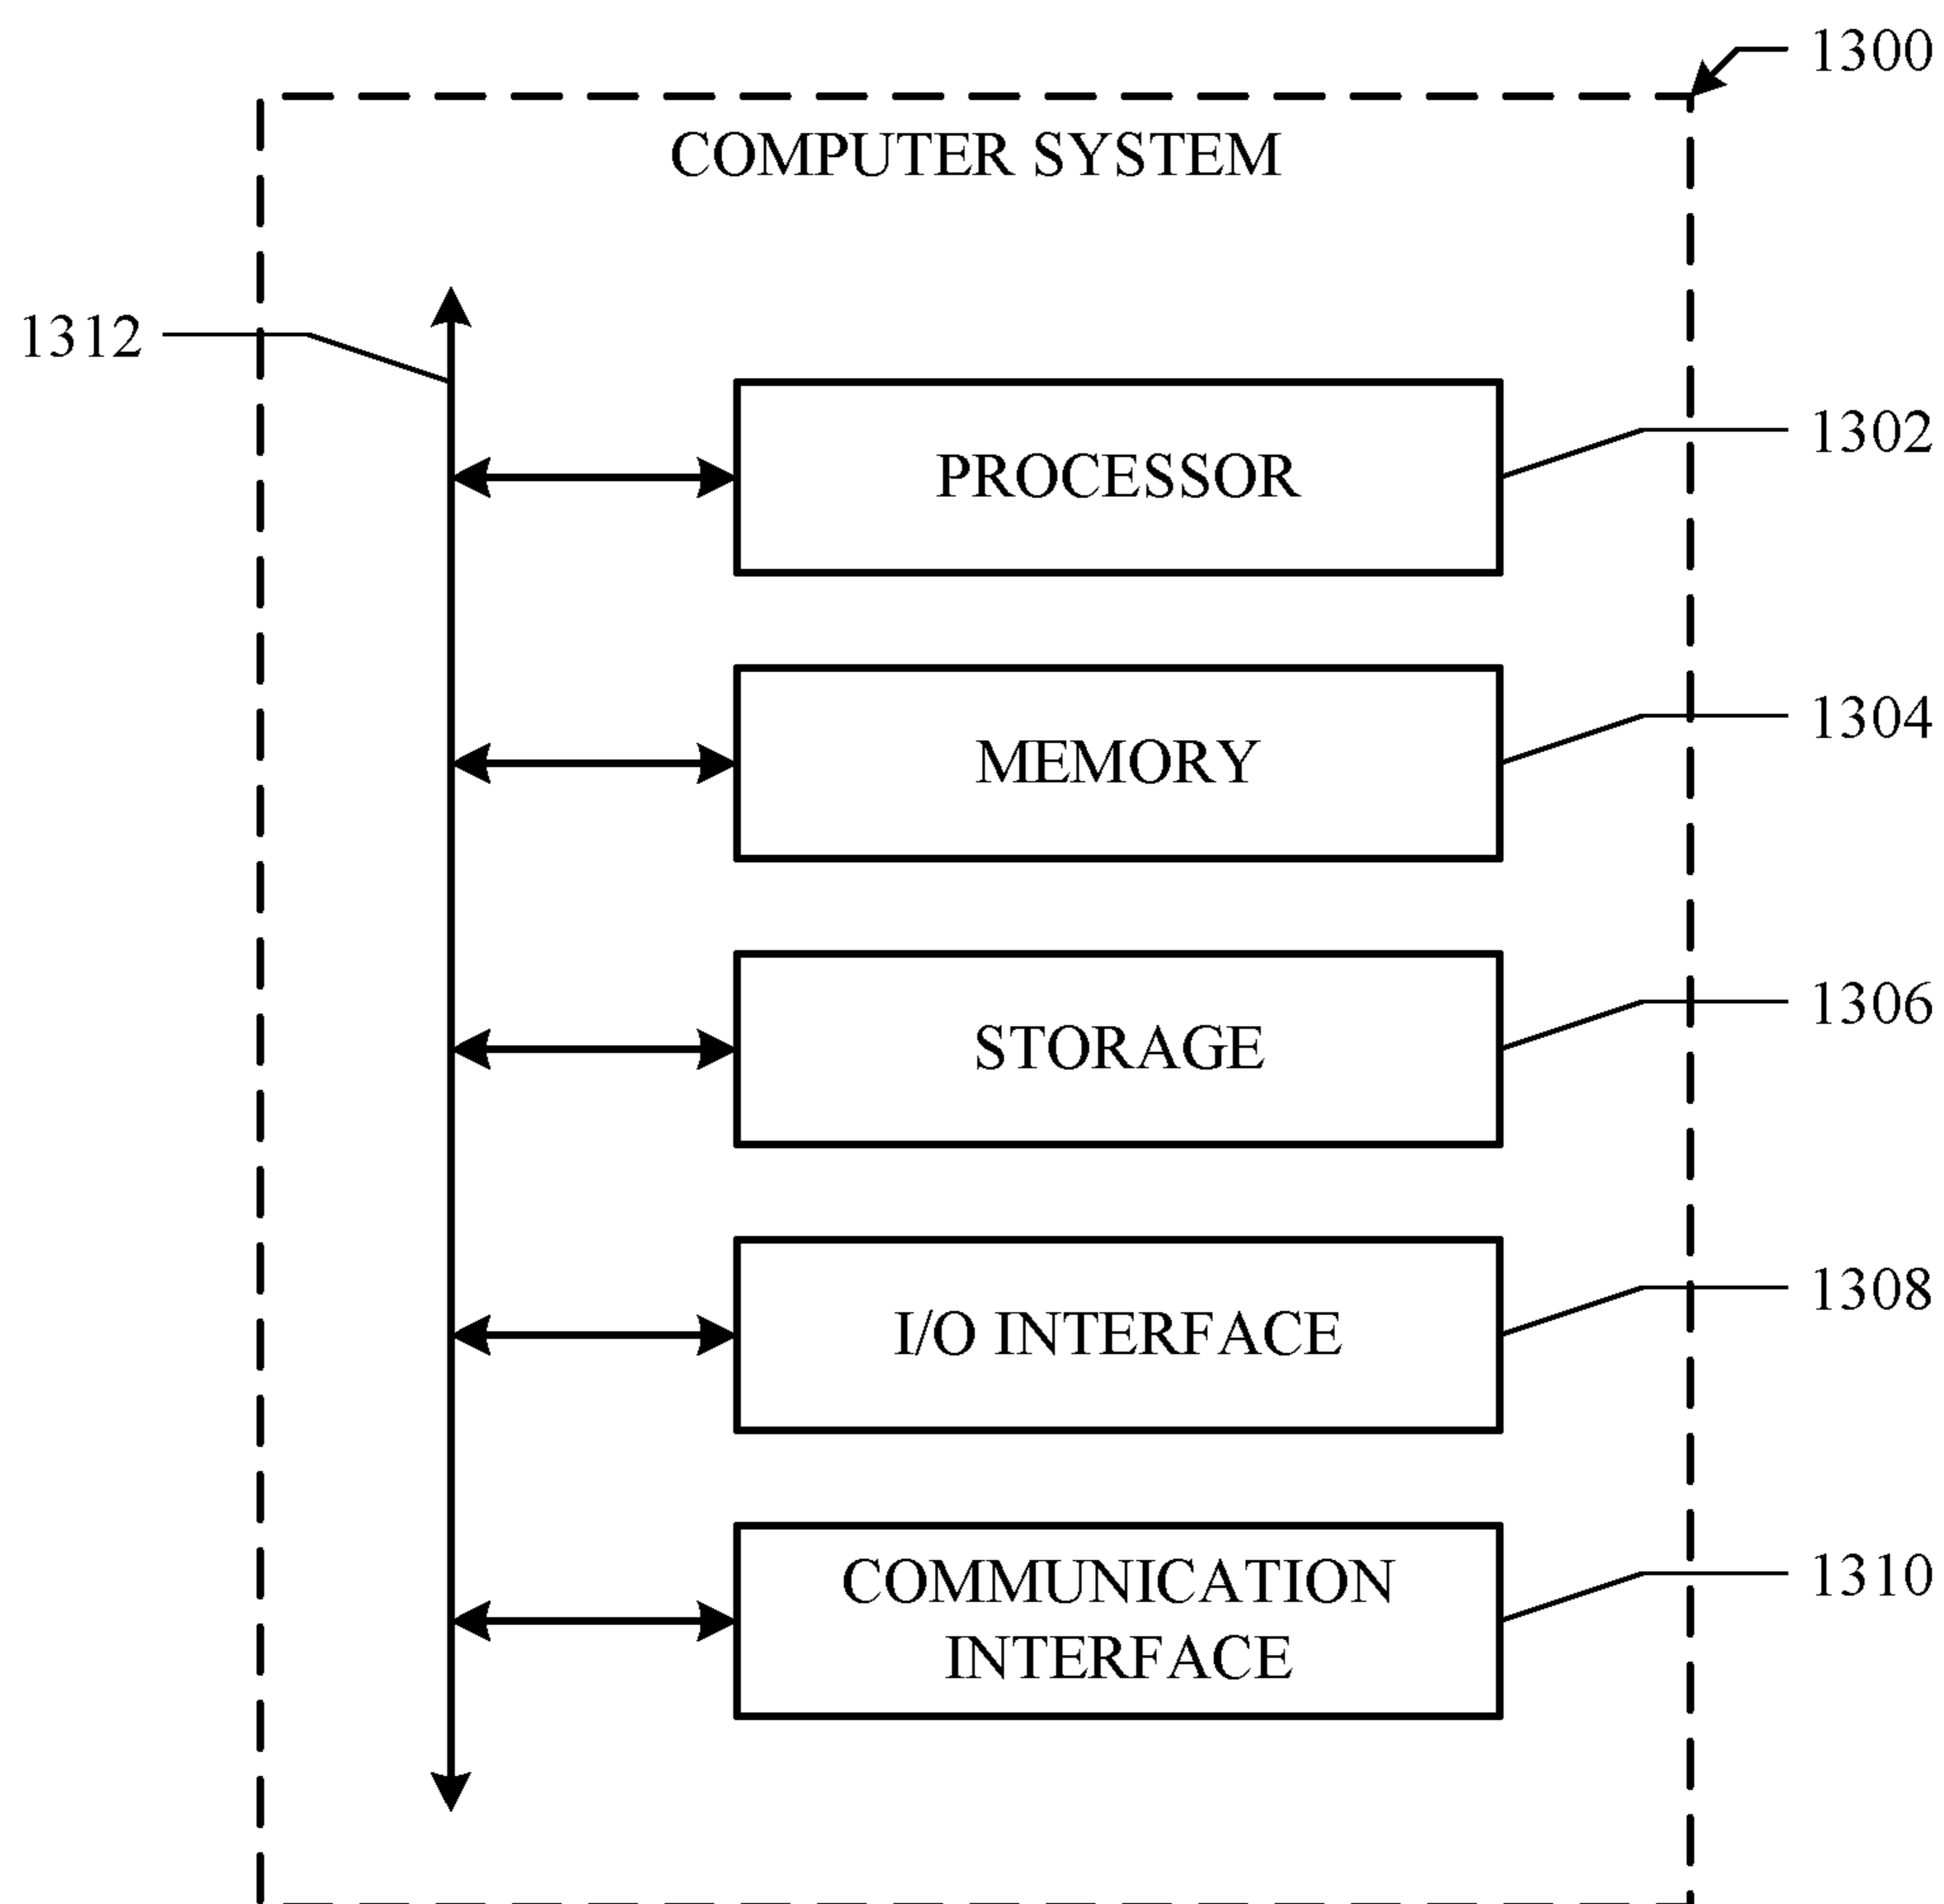 1300
COMPUTER SYSTEM
1312
PROCESSOR
1302
MEMORY
1304
STORAGE
1306
I/O INTERFACE
1308
COMMUNICATION
INTERFACE
1310